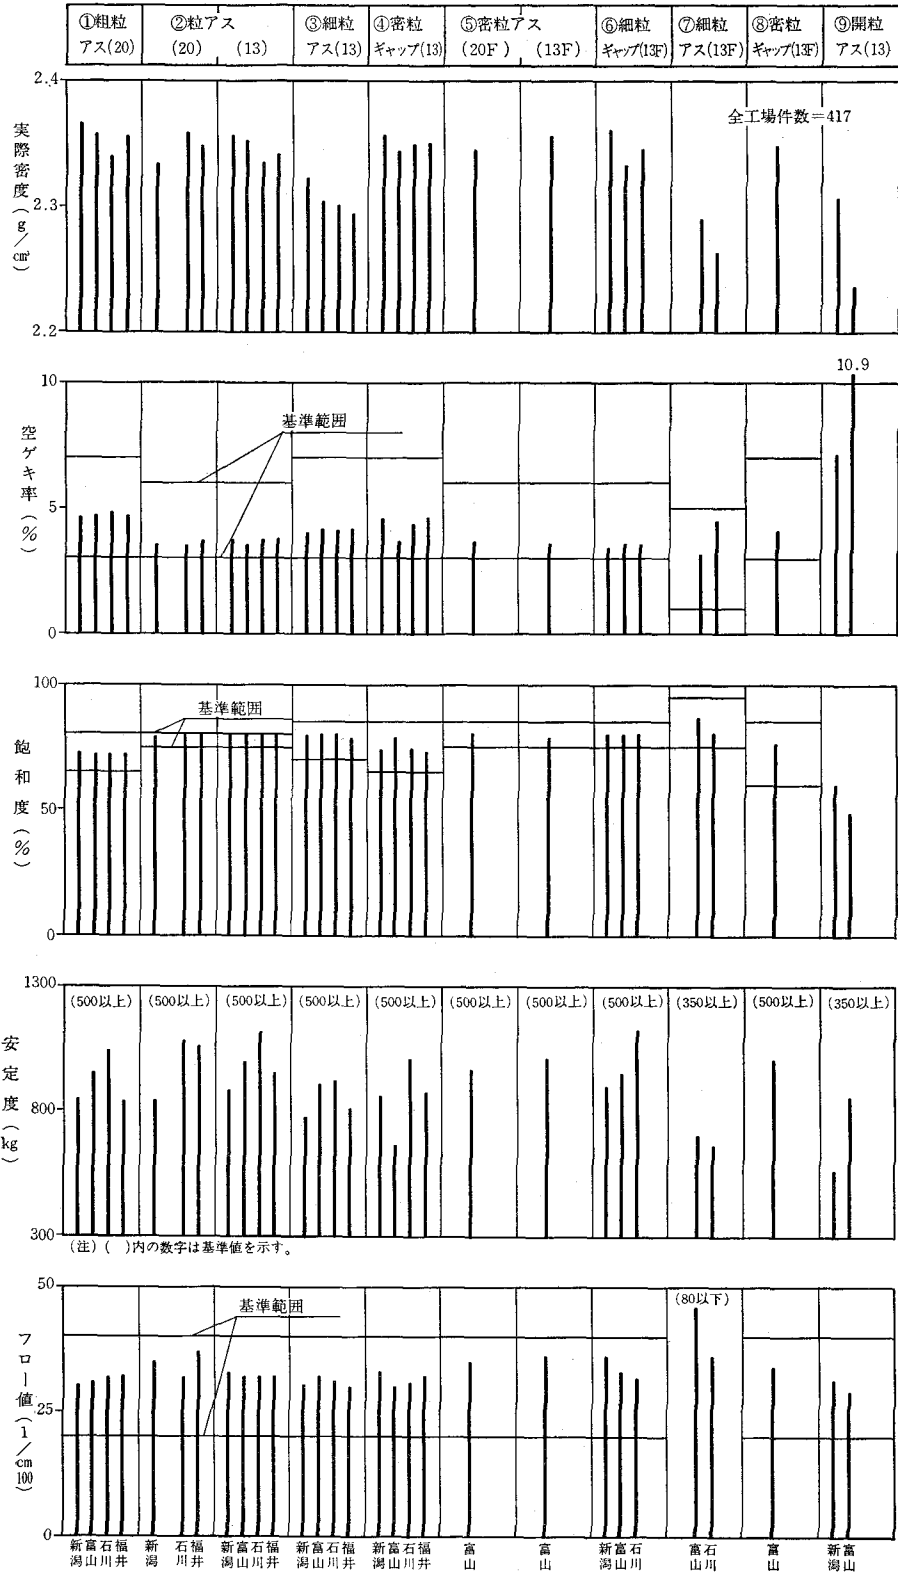 ①粗粒 ②粒アス ③細粒 ④密粒 ⑤密粒アス ⑥細粒 ⑦細粒 ⑧密粒 ⑨開粒
アス(20) (20) (13) アス(13) ギャップ(13) (20F) (13F) ギャップ(13F) アス(13F) ギャップ(13F) アス(13)
2.4
全工場件数=417
実際密度(g/cm³)
2.3
2.2
10.9
10
基準範囲
空ゲキ率(%)
5
0
100
基準範囲
飽和度(%)
50
0
1300
(500以上) (500以上) (500以上) (500以上) (500以上) (500以上) (500以上) (500以上) (350以上) (500以上) (350以上)
安定度(kg)
800
300
(注) ( )内の数字は基準値を示す。
50
基準範囲
(80以下)
フロー値(1/100cm)
25
0
新潟 富山 石川 福井 新潟 石川 福井 新潟 富山 石川 福井 新潟 富山 石川 福井 新潟 富山 石川 福井 富山 富山 新潟 富山 石川 富山 石川 富山 新潟 富山